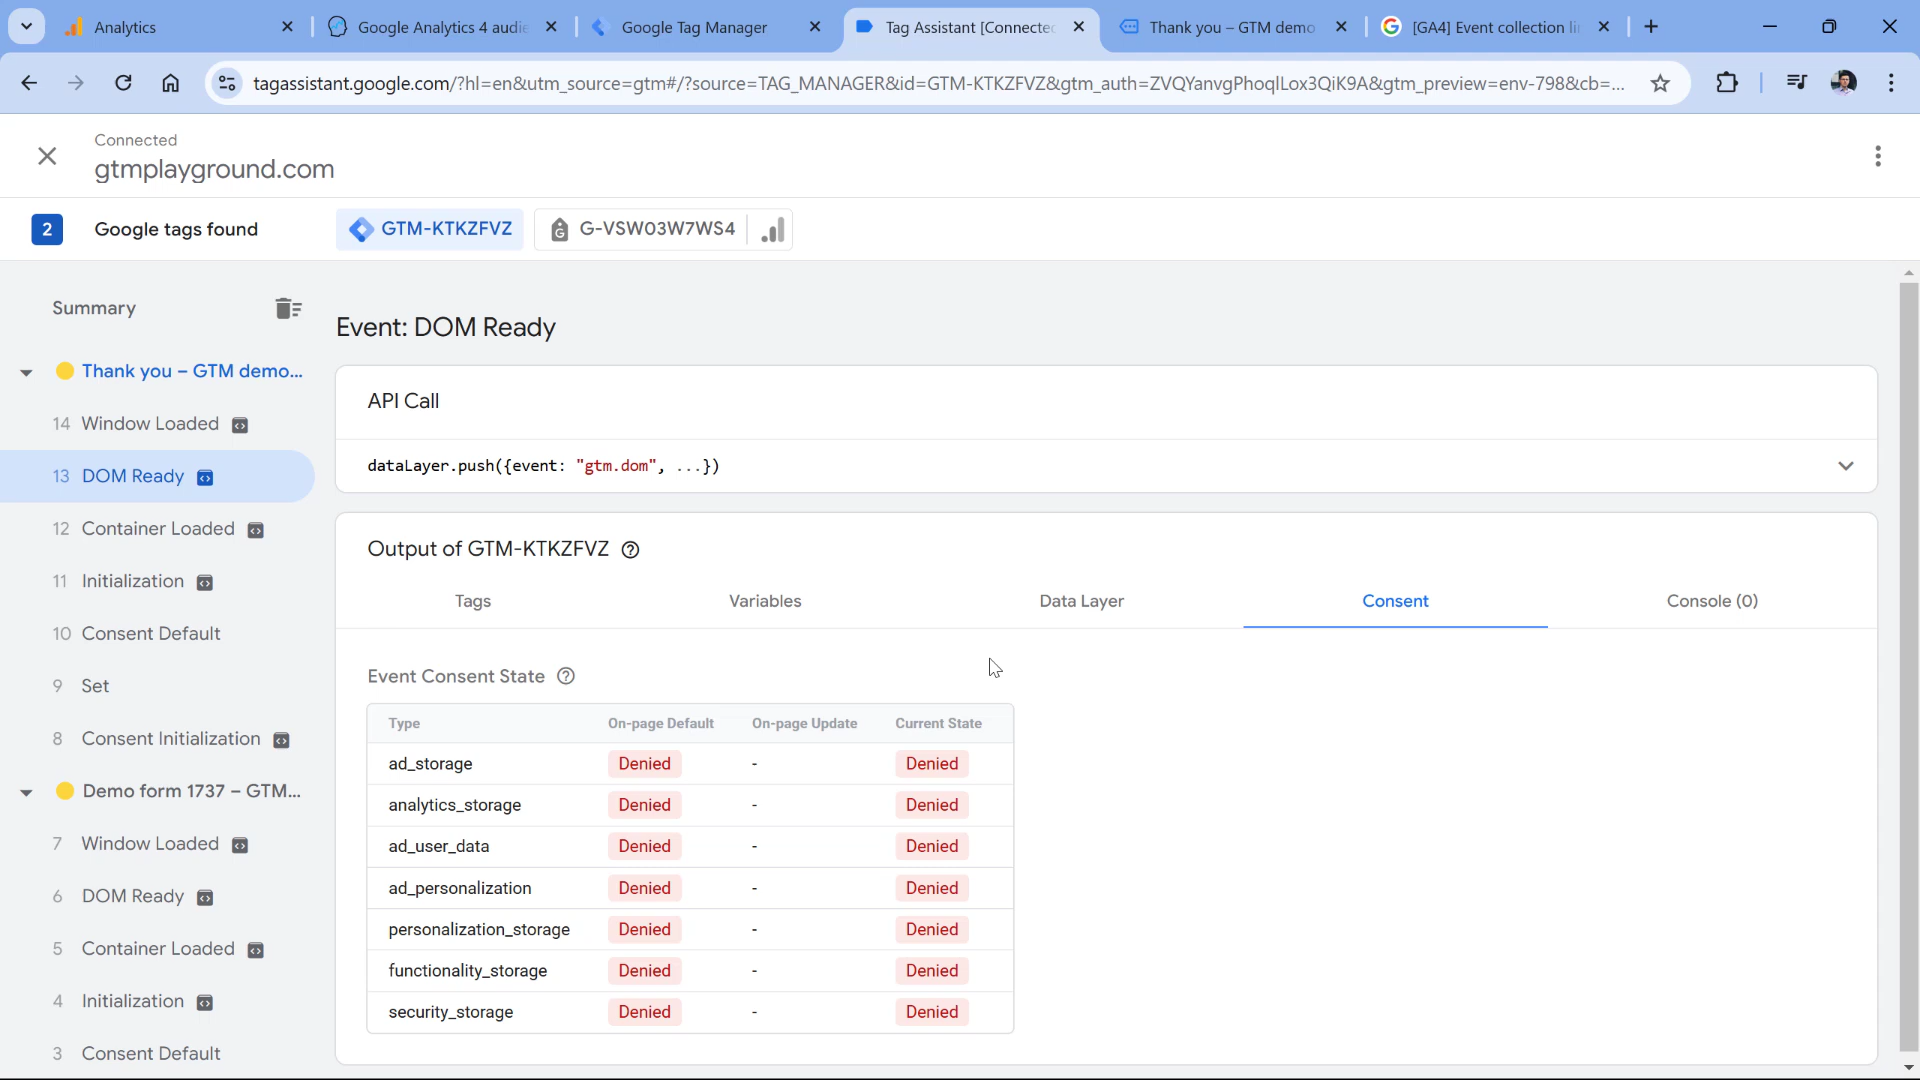 Analytics
Google Analytics 4 audie
Google Tag Manager
Tag Assistant [Connected
Thank you – GTM demo
[GA4] Event collection li
tagassistant.google.com/?hl=en&utm_source=gtm#/?source=TAG_MANAGER&id=GTM-KTKZFVZ&gtm_auth=ZVQYanvgPhoqlLox3QiK9A&gtm_preview=env-798&cb=...
Connected
gtmplayground.com
2
Google tags found
GTM-KTKZFVZ
G
G-VSW03W7WS4
Summary
Thank you – GTM demo...
14 Window Loaded
13 DOM Ready
12 Container Loaded
11 Initialization
10 Consent Default
9 Set
8 Consent Initialization
Demo form 1737 – GTM...
7 Window Loaded
6 DOM Ready
5 Container Loaded
4 Initialization
3 Consent Default
Event: DOM Ready
API Call
dataLayer.push({event: "gtm.dom", ...})
Output of GTM-KTKZFVZ
Tags Variables Data Layer Consent Console (0)
Event Consent State
Type On-page Default On-page Update Current State
ad_storage Denied - Denied
analytics_storage Denied - Denied
ad_user_data Denied - Denied
ad_personalization Denied - Denied
personalization_storage Denied - Denied
functionality_storage Denied - Denied
security_storage Denied - Denied